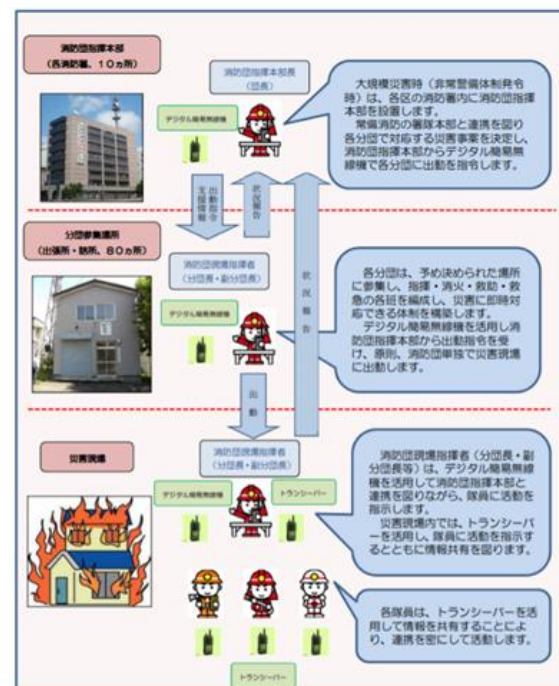 消防団指揮本部
(各消防署、10ヵ所)
消防団指揮本部長
(団長)
デジタル簡易無線機
大規模災害時(非常警備体制発令
時)は、各区の消防署内に消防団指揮
本部を設置します。
常備消防の署隊本部と連携を図り
各分団で対応する災害事案を決定し、
消防団指揮本部からデジタル簡易無
線機で各分団に出動を指令します。
出動指令
支援情報
状況報告
状況報告
分団参集場所
(出張所・詰所、80ヵ所)
消防団現場指揮者
(分団長・副分団長)
デジタル簡易無線機
各分団は、予め決められた場所
に参集し、指揮・消火・救助・救
急の各班を編成し、災害に即時対
応できる体制を構築します。
デジタル簡易無線機を活用し消
防団指揮本部から出動指令を受
け、原則、消防団単独で災害現場
に出動します。
出動
災害現場
消防団現場指揮者
(分団長・副分団長)
デジタル簡易無線機
トランシーバー
消防団現場指揮者(分団長・副
分団長等)は、デジタル簡易無線
機を活用して消防団指揮本部と
連携を図りながら、隊員に活動を
指示します。
災害現場内では、トランシーバ
ーを活用し、隊員に活動を指示す
るとともに情報共有を図ります。
各隊員は、トランシーバーを活
用して情報を共有することによ
り、連携を密にして活動します。
トランシーバー